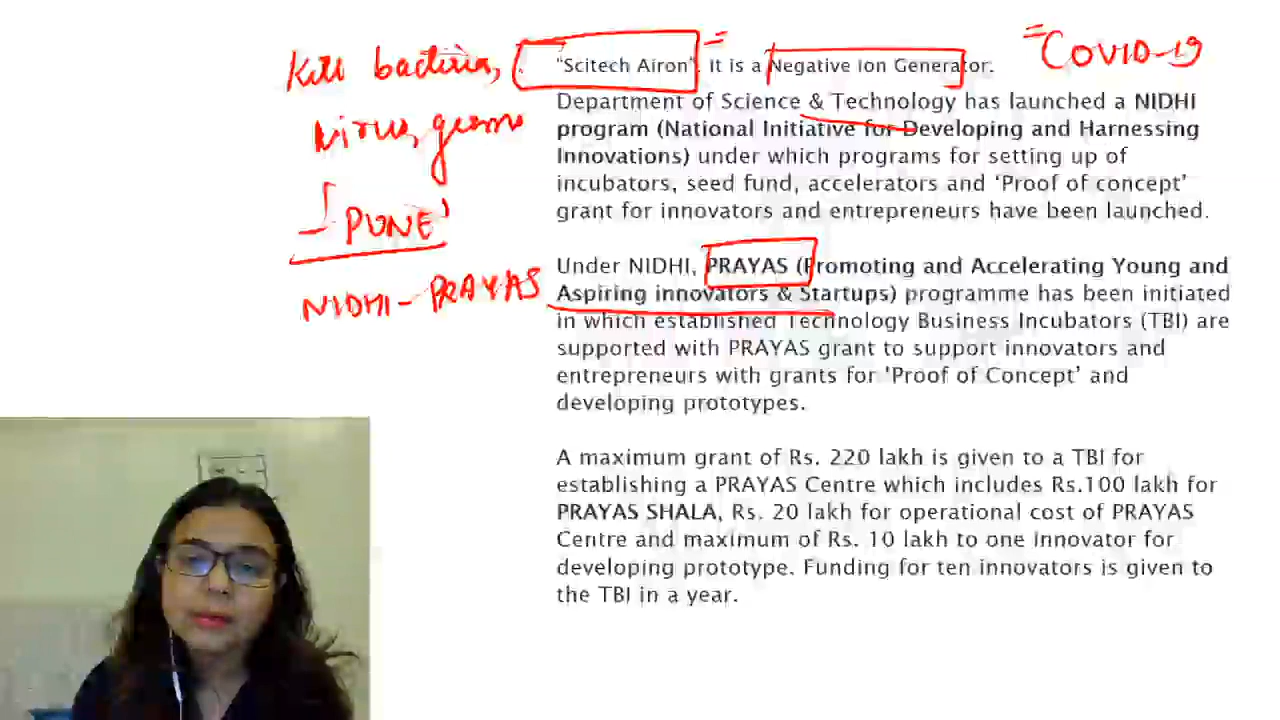 Kill bacteria,
virus, germs
PUNE
NIDHI - PRAYAS
= COVID-19
"Scitech Airon". It is a Negative Ion Generator.
Department of Science & Technology has launched a NIDHI
program (National Initiative for Developing and Harnessing
Innovations) under which programs for setting up of
incubators, seed fund, accelerators and ‘Proof of concept’
grant for innovators and entrepreneurs have been launched.
Under NIDHI, PRAYAS (Promoting and Accelerating Young and
Aspiring innovators & Startups) programme has been initiated
in which established Technology Business Incubators (TBI) are
supported with PRAYAS grant to support innovators and
entrepreneurs with grants for 'Proof of Concept’ and
developing prototypes.
A maximum grant of Rs. 220 lakh is given to a TBI for
establishing a PRAYAS Centre which includes Rs.100 lakh for
PRAYAS SHALA, Rs. 20 lakh for operational cost of PRAYAS
Centre and maximum of Rs. 10 lakh to one innovator for
developing prototype. Funding for ten innovators is given to
the TBI in a year.